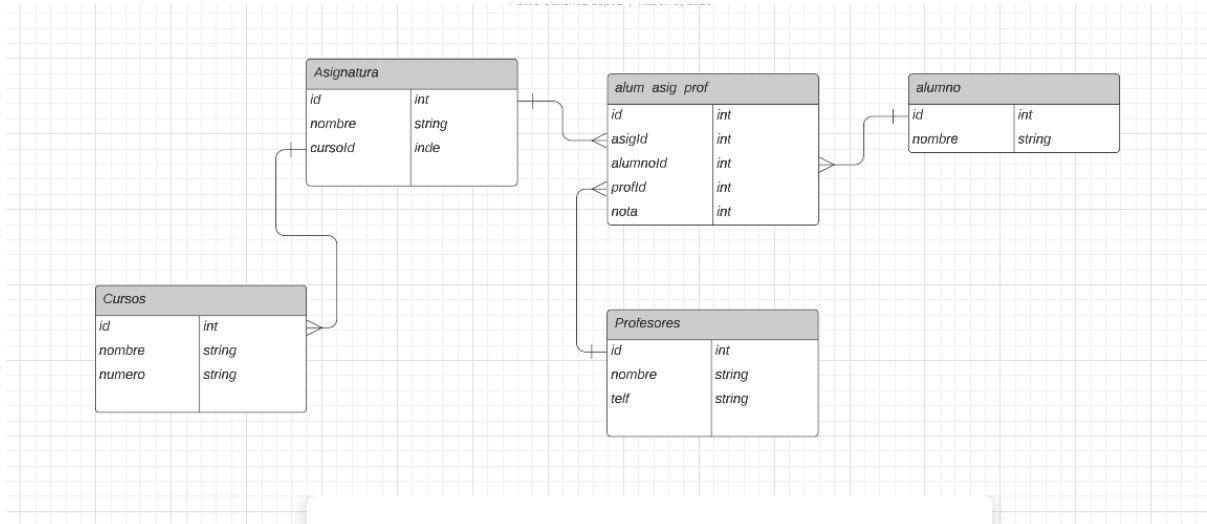 Asignatura
id int
nombre string
cursoId inde
alum asig prof
id int
asigId int
alumnoId int
profId int
nota int
alumno
id int
nombre string
Cursos
id int
nombre string
numero string
Profesores
id int
nombre string
telf string